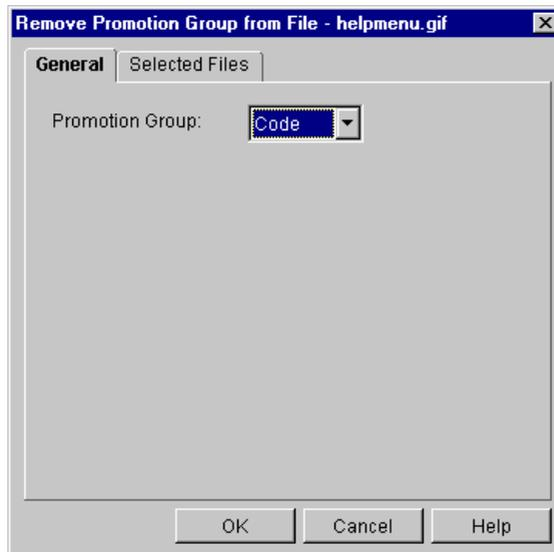 Remove Promotion Group from File - helpmenu.gif
General Selected Files
Promotion Group: Code
OK Cancel Help